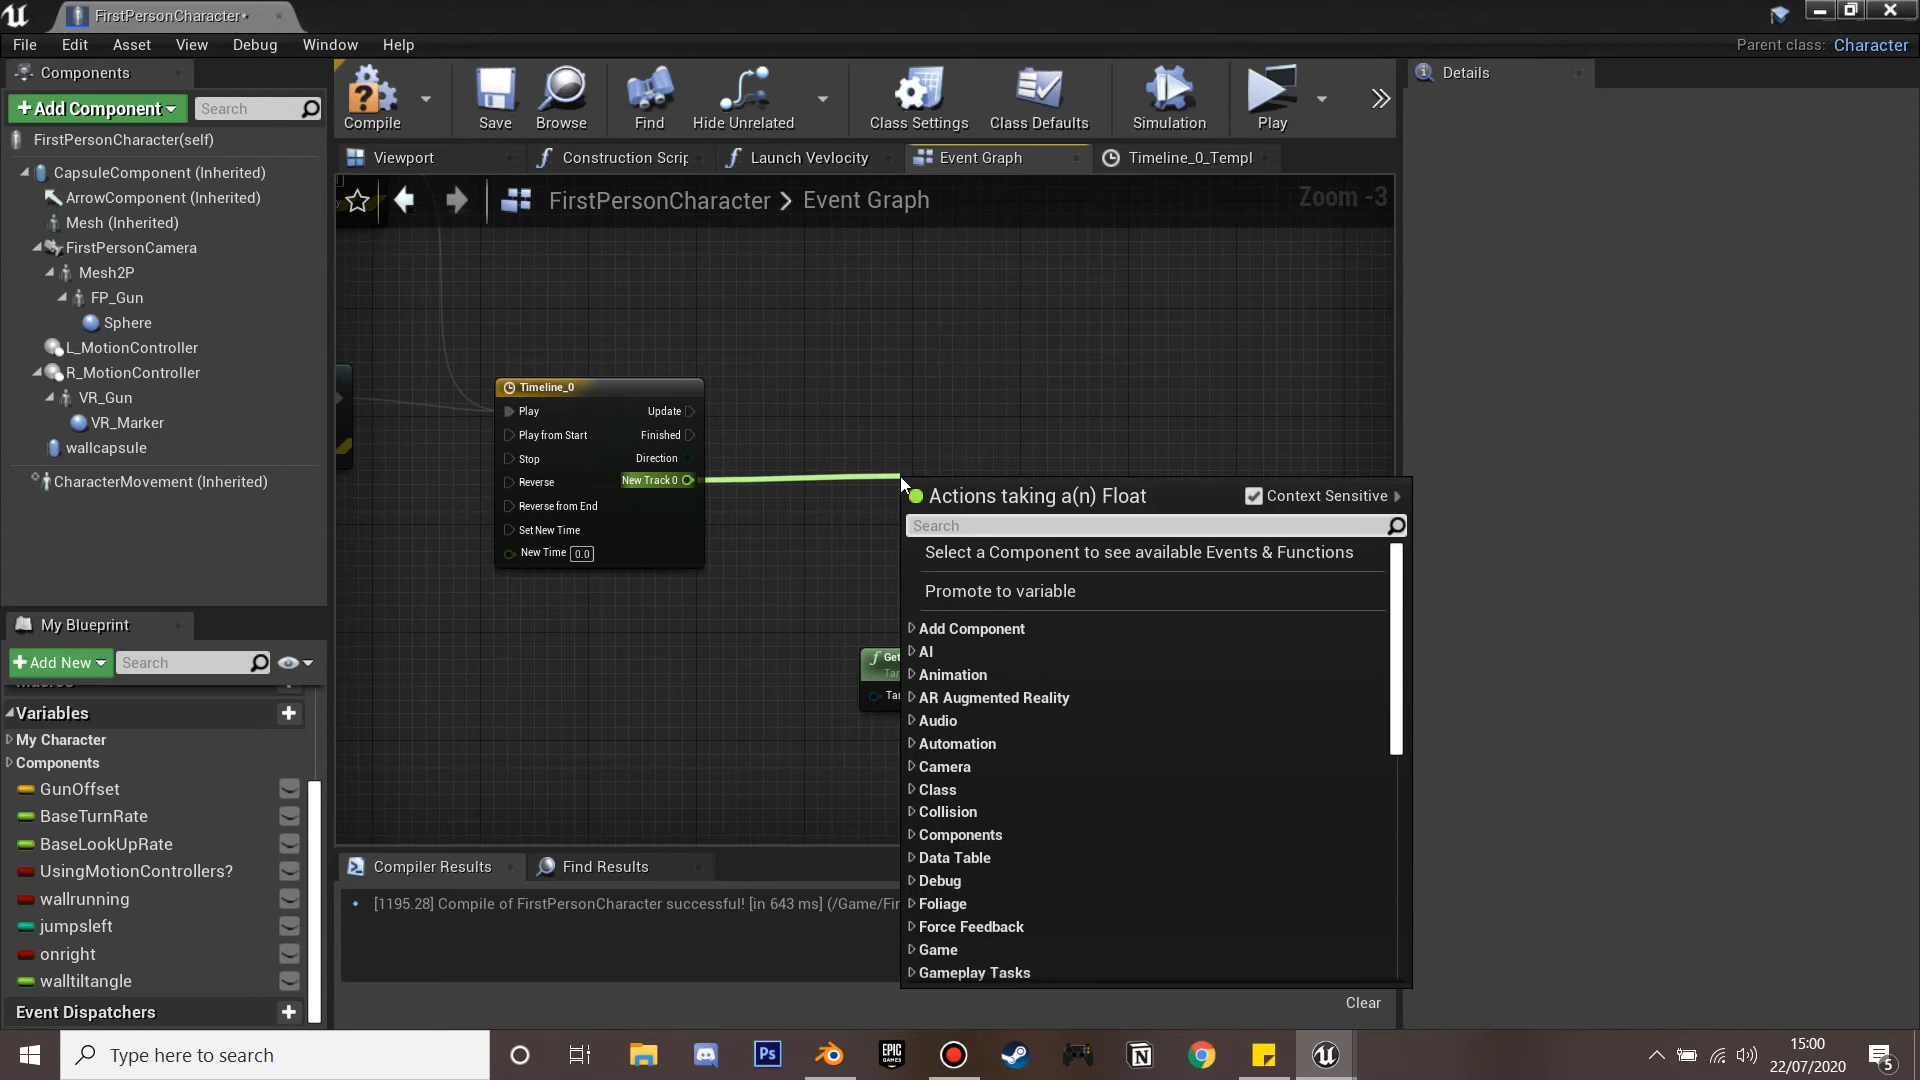 FirstPersonCharacter*
File Edit Asset View Debug Window Help
Parent class: Character
Components
Add Component
Search
FirstPersonCharacter(self)
CapsuleComponent (Inherited)
ArrowComponent (Inherited)
Mesh (Inherited)
FirstPersonCamera
Mesh2P
FP_Gun
Sphere
L_MotionController
R_MotionController
VR_Gun
VR_Marker
wallcapsule
CharacterMovement (Inherited)
My Blueprint
Add New
Search
Variables
My Character
Components
GunOffset
BaseTurnRate
BaseLookUpRate
UsingMotionControllers?
wallrunning
jumpsleft
onright
walltiltangle
Event Dispatchers
Compile
Save
Browse
Find
Hide Unrelated
Class Settings
Class Defaults
Simulation
Play
Viewport
Construction Scrip
Launch Vevlocity
Event Graph
Timeline_0_Templ
FirstPersonCharacter > Event Graph
Zoom -3
Timeline_0
Play Update
Play from Start Finished
Stop Direction
Reverse New Track 0
Reverse from End
Set New Time
New Time 0.0
f Get
Tar
Tar
Actions taking a(n) Float
Context Sensitive
Search
Select a Component to see available Events & Functions
Promote to variable
Add Component
AI
Animation
AR Augmented Reality
Audio
Automation
Camera
Class
Collision
Components
Data Table
Debug
Foliage
Force Feedback
Game
Gameplay Tasks
Compiler Results
Find Results
[1195.28] Compile of FirstPersonCharacter successful! [in 643 ms] (/Game/Fir
Clear
Details
Type here to search
Ps
EPIC
GAMES
15:00
22/07/2020
5